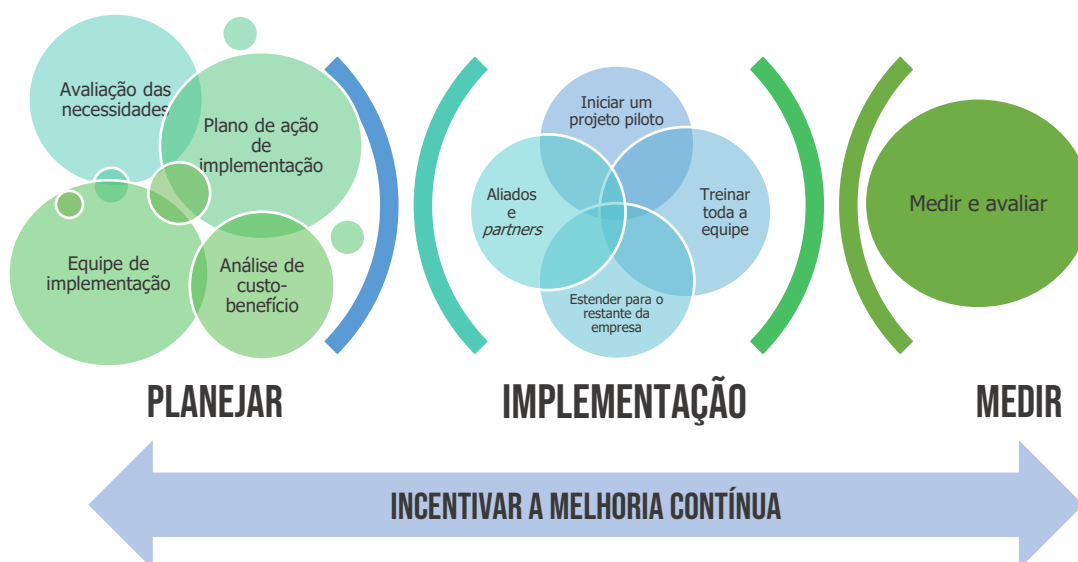 Avaliação das
necessidades
Plano de ação
de
implementação
Equipe de
implementação
Análise de
custo-
benefício
Iniciar um
projeto piloto
Aliados
e
partners
Treinar
toda a
equipe
Estender para o
restante da
empresa
Medir e avaliar
PLANEJAR
IMPLEMENTAÇÃO
MEDIR
INCENTIVAR A MELHORIA CONTÍNUA